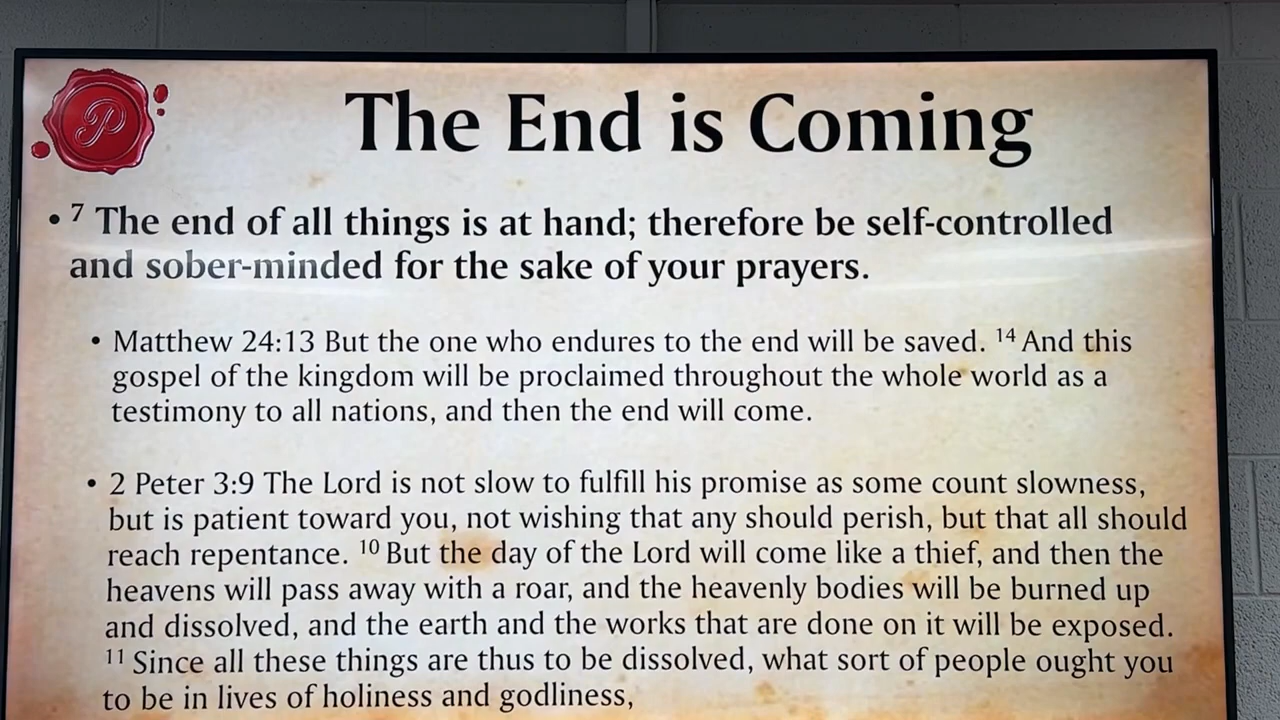 P
The End is Coming
• 7 The end of all things is at hand; therefore be self-controlled
and sober-minded for the sake of your prayers.
• Matthew 24:13 But the one who endures to the end will be saved. 14 And this
gospel of the kingdom will be proclaimed throughout the whole world as a
testimony to all nations, and then the end will come.
• 2 Peter 3:9 The Lord is not slow to fulfill his promise as some count slowness,
but is patient toward you, not wishing that any should perish, but that all should
reach repentance. 10 But the day of the Lord will come like a thief, and then the
heavens will pass away with a roar, and the heavenly bodies will be burned up
and dissolved, and the earth and the works that are done on it will be exposed.
11 Since all these things are thus to be dissolved, what sort of people ought you
to be in lives of holiness and godliness,